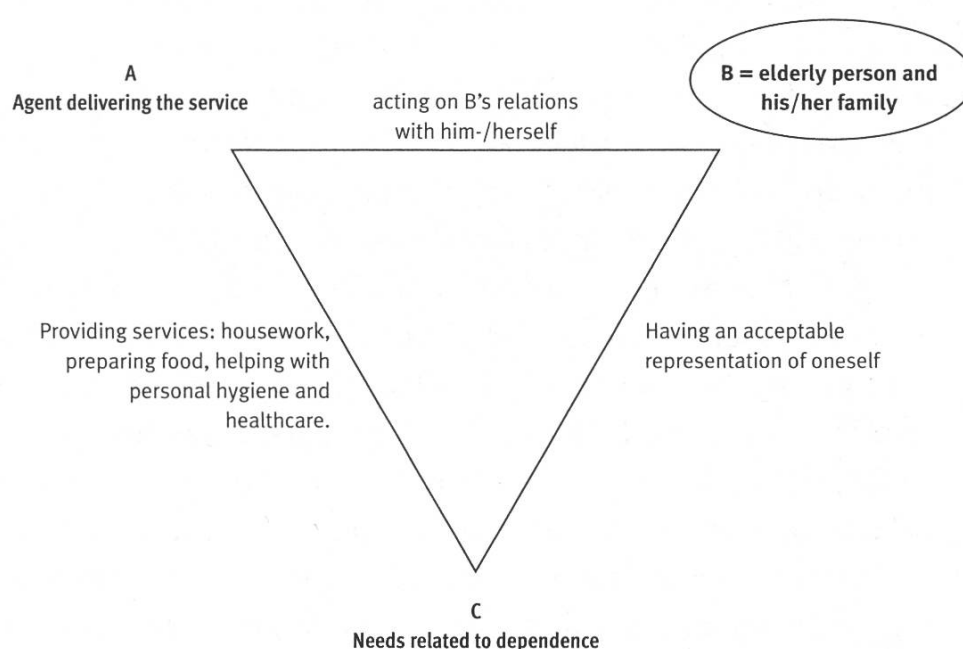 A
Agent delivering the service
acting on B’s relations
with him-/herself
B = elderly person and
his/her family
Providing services: housework,
preparing food, helping with
personal hygiene and
healthcare.
Having an acceptable
representation of oneself
C
Needs related to dependence